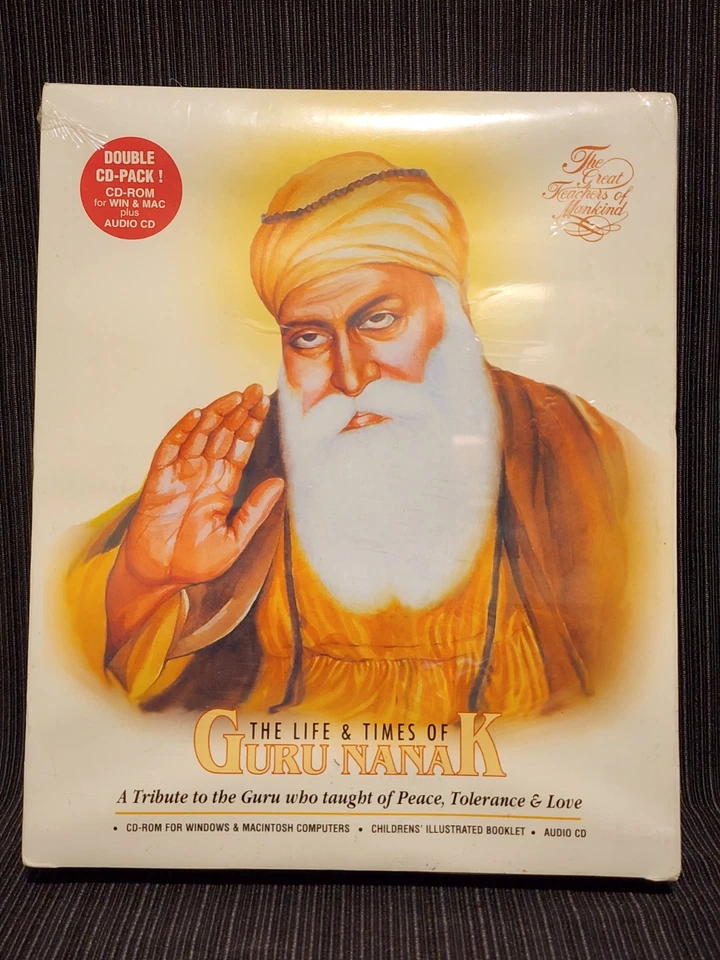 DOUBLE
CD-PACK !
CD-ROM
for WIN & MAC
plus
AUDIO CD
The
Great
Teachers of
Mankind
THE LIFE & TIMES OF
GURU NANAK
A Tribute to the Guru who taught of Peace, Tolerance & Love
• CD-ROM FOR WINDOWS & MACINTOSH COMPUTERS • CHILDRENS' ILLUSTRATED BOOKLET • AUDIO CD